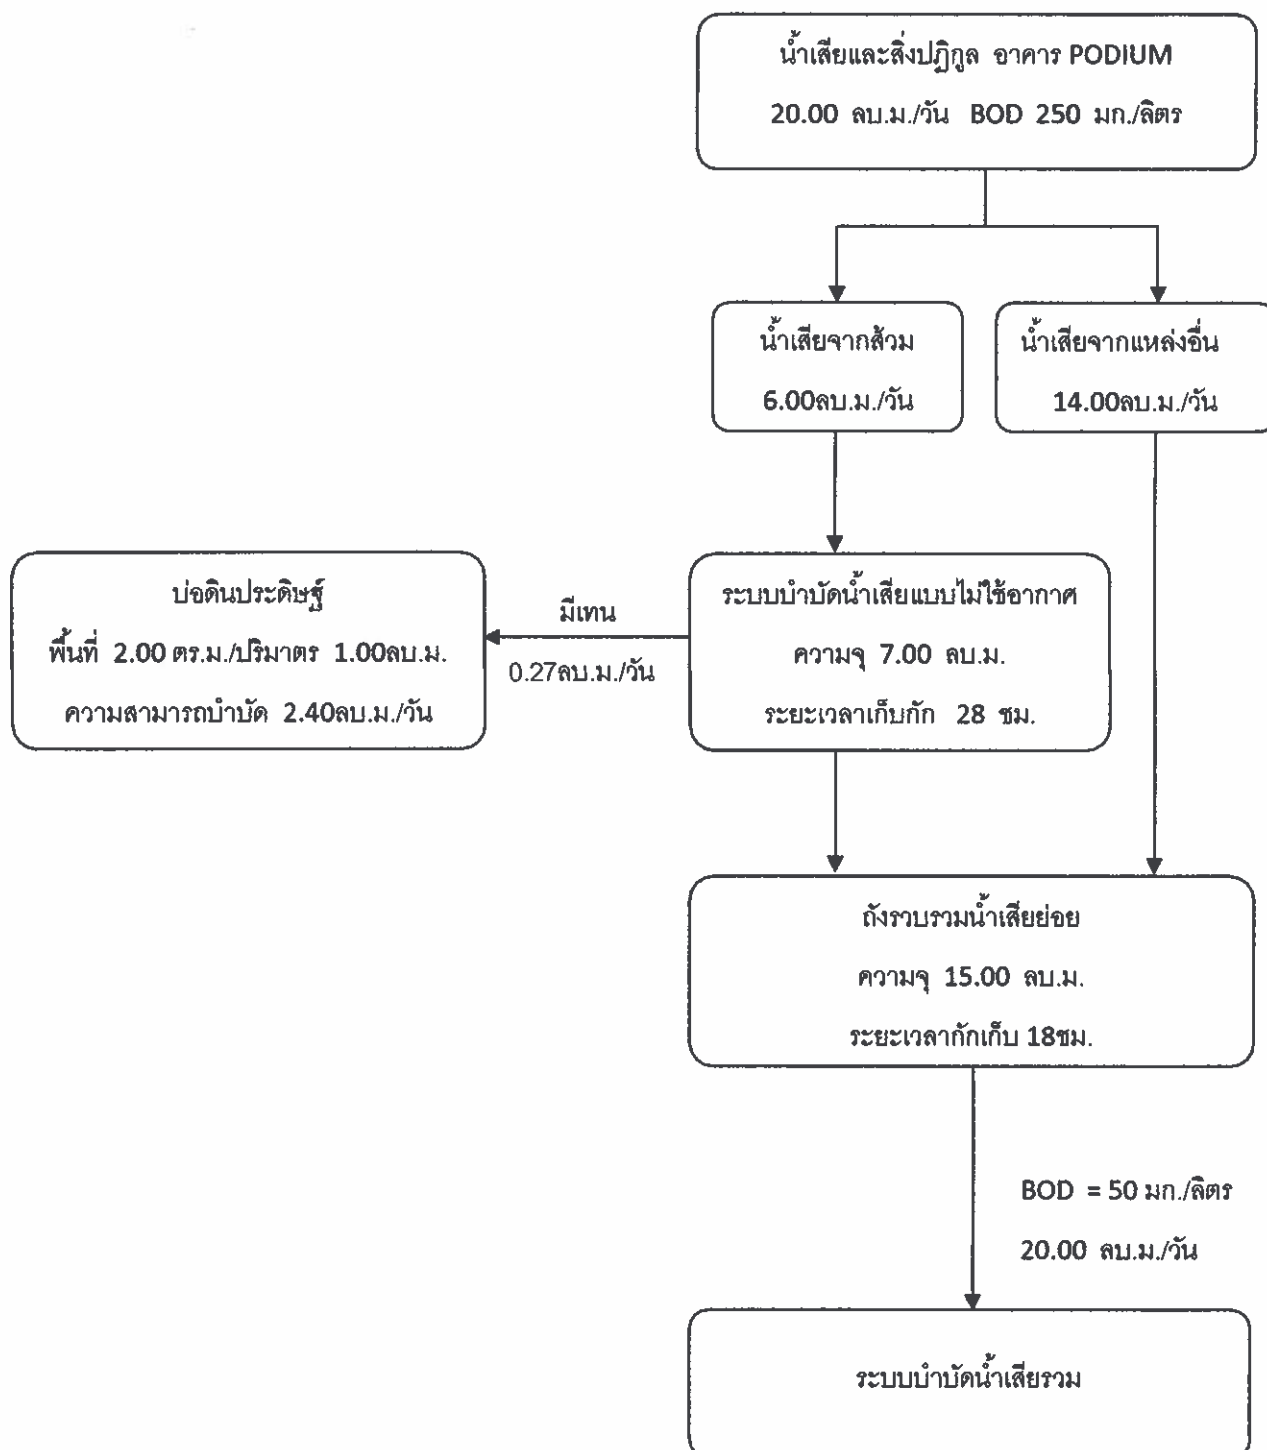 น้ำเสียและสิ่งปฏิกูล อาคาร PODIUM
20.00 ลบ.ม./วัน BOD 250 มก./ลิตร
น้ำเสียจากส้วม
6.00ลบ.ม./วัน
น้ำเสียจากแหล่งอื่น
14.00ลบ.ม./วัน
บ่อดินประดิษฐ์
พื้นที่ 2.00 ตร.ม./ปริมาตร 1.00ลบ.ม.
ความสามารถบำบัด 2.40ลบ.ม./วัน
มีเทน
0.27ลบ.ม./วัน
ระบบบำบัดน้ำเสียแบบไม่ใช้อากาศ
ความจุ 7.00 ลบ.ม.
ระยะเวลาเก็บกัก 28 ชม.
ถังรวบรวมน้ำเสียย่อย
ความจุ 15.00 ลบ.ม.
ระยะเวลากักเก็บ 18ชม.
BOD = 50 มก./ลิตร
20.00 ลบ.ม./วัน
ระบบบำบัดน้ำเสียรวม